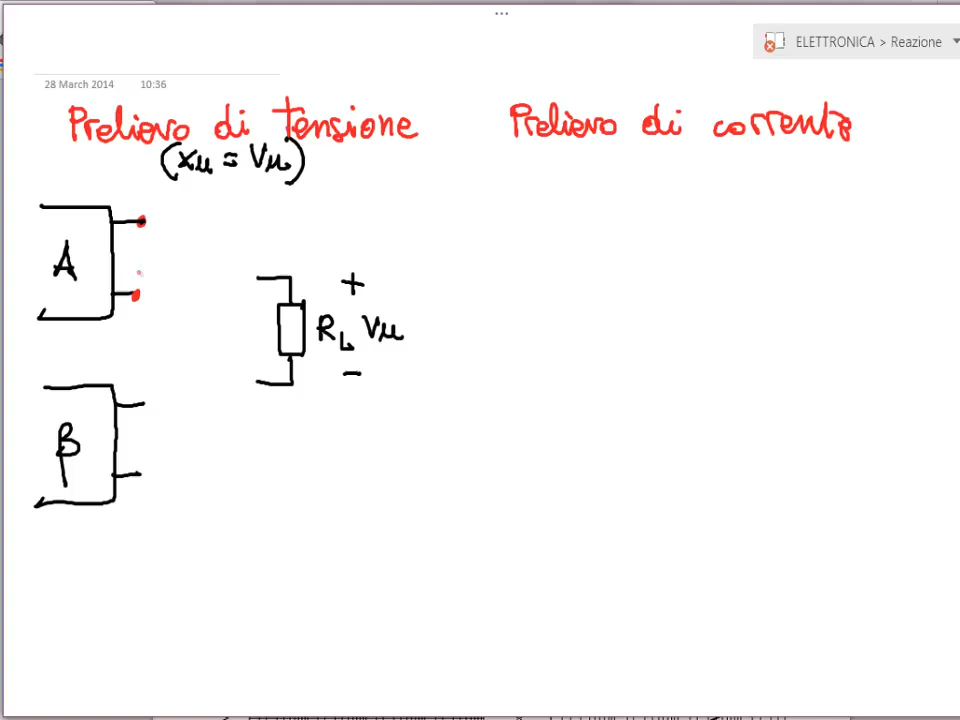 ELETTRONICA > Reazione
28 March 2014 10:36
Prelievo di tensione
Prelievo di corrente
(xu = Vu)
A
+
RL Vu
-
β